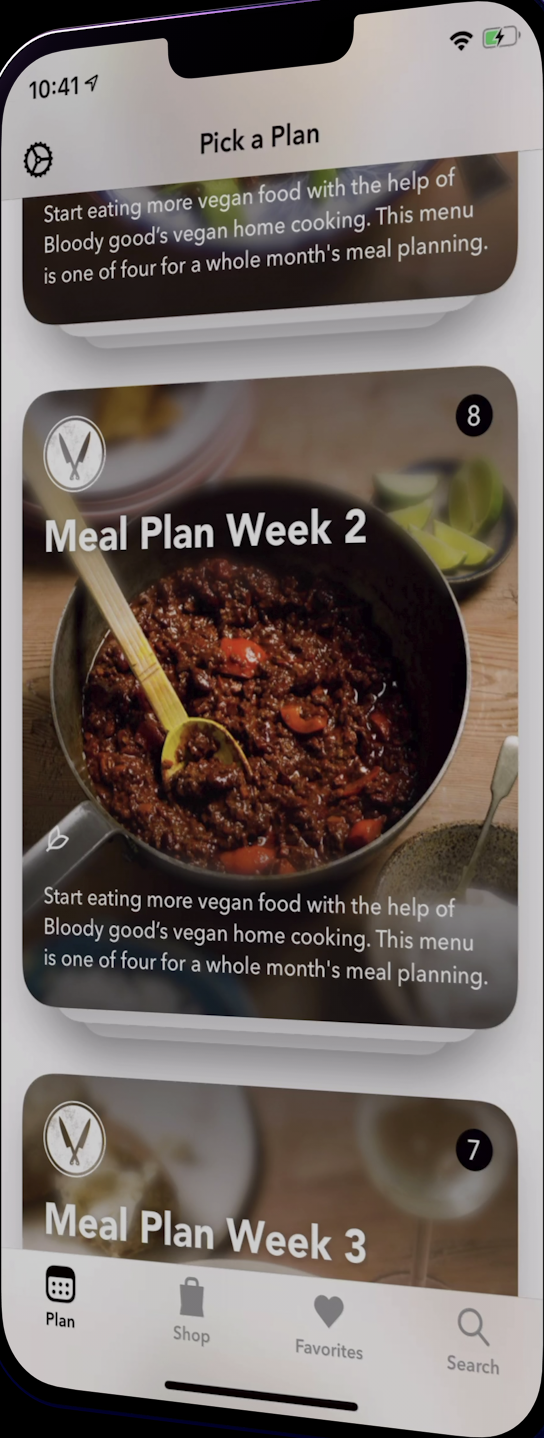 10:41
Pick a Plan
Start eating more vegan food with the help of
Bloody good's vegan home cooking. This menu
is one of four for a whole month's meal planning.
8
Meal Plan Week 2
Start eating more vegan food with the help of
Bloody good's vegan home cooking. This menu
is one of four for a whole month's meal planning.
7
Meal Plan Week 3
Plan
Shop
Favorites
Search